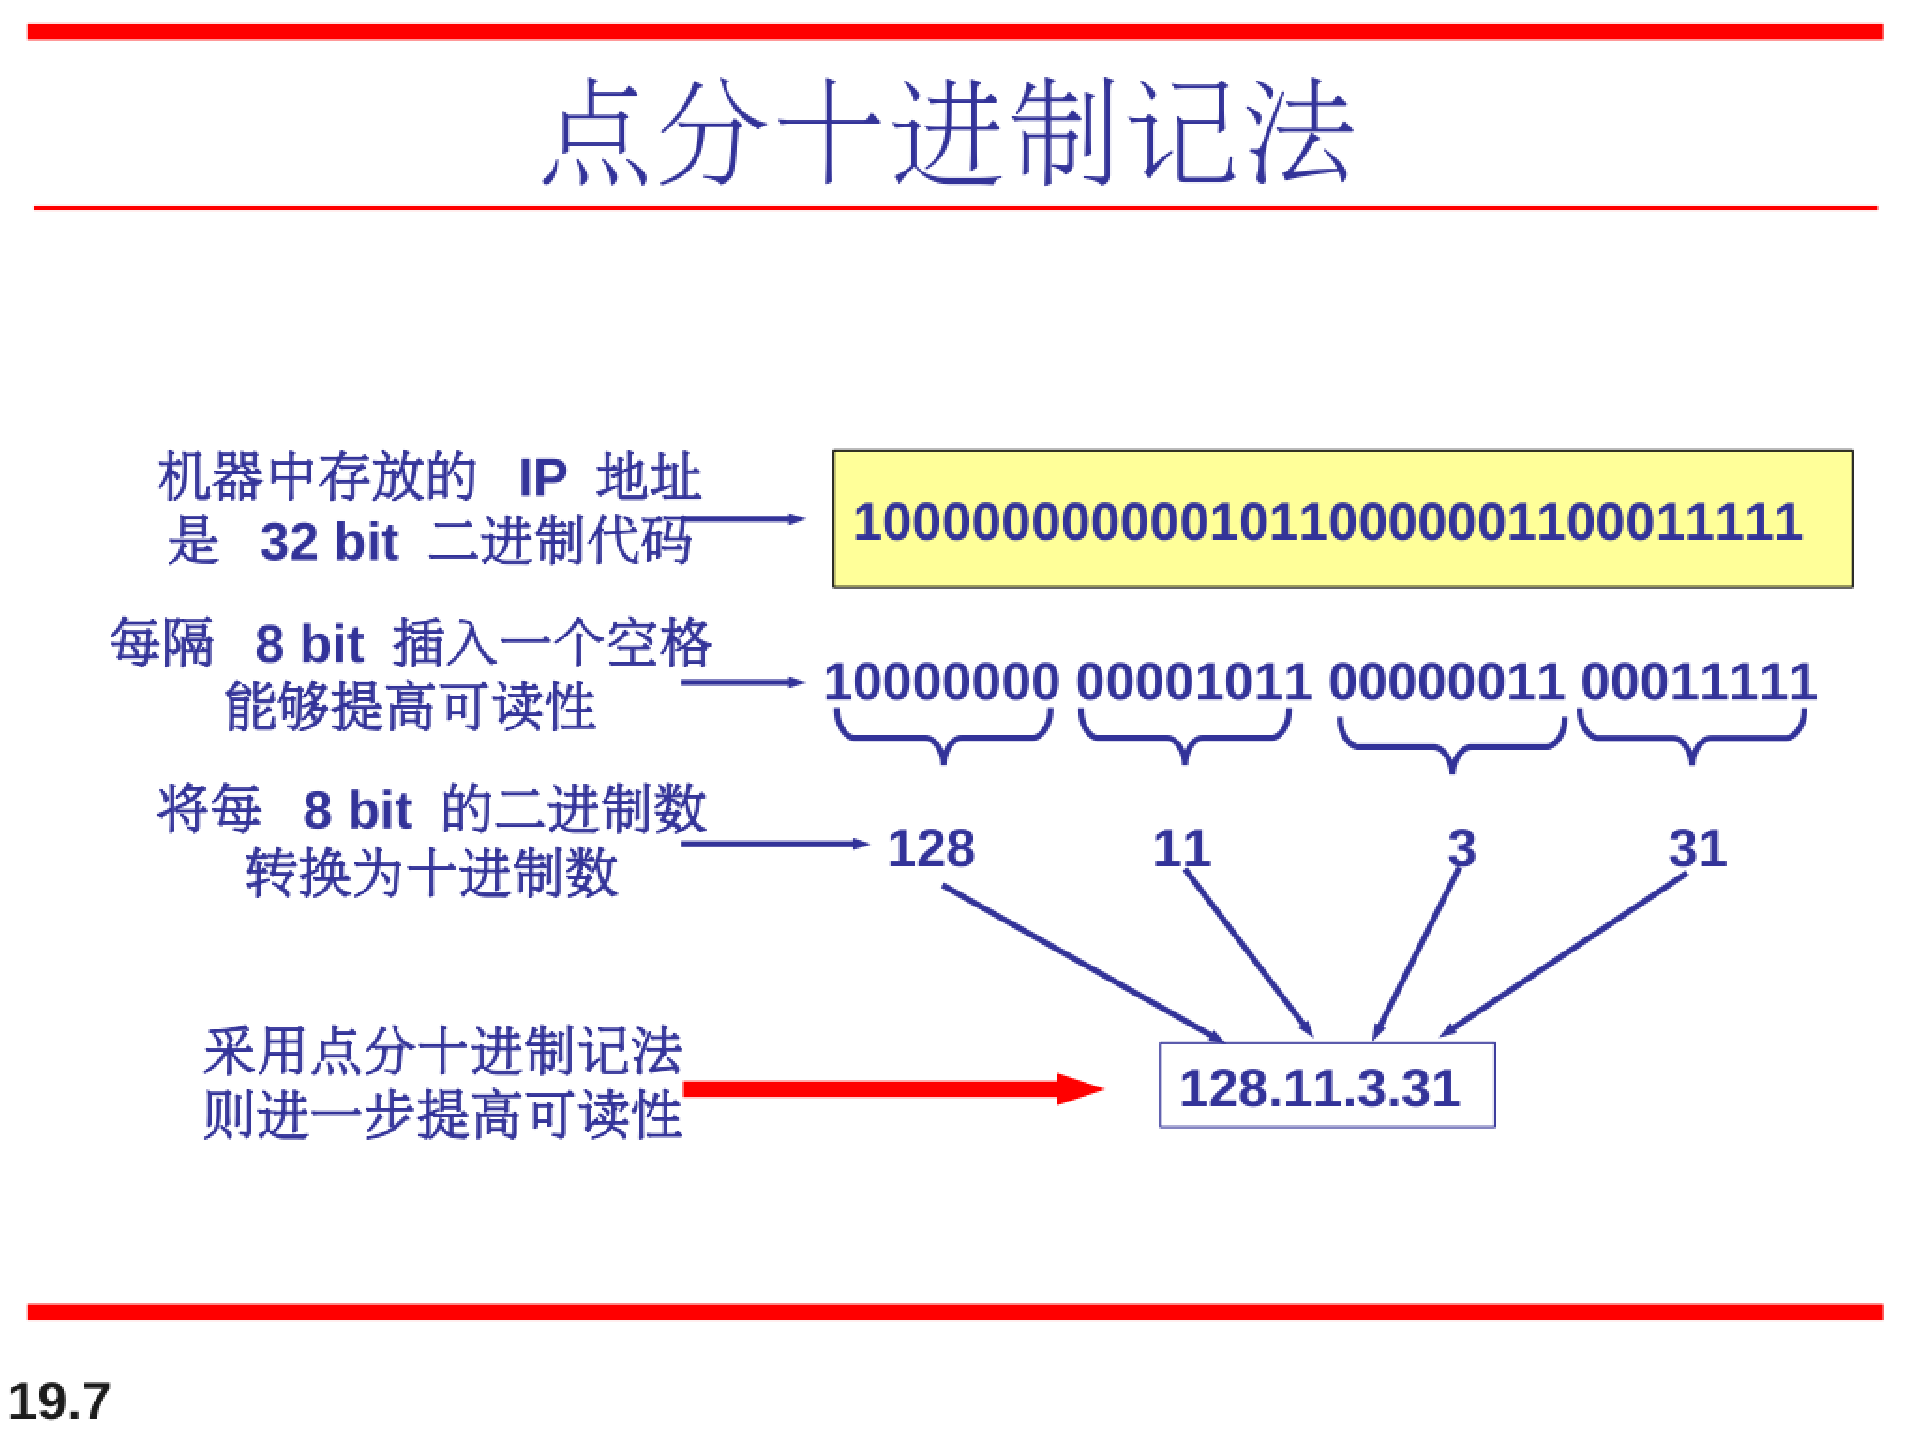 点分十进制记法
机器中存放的 IP 地址
是 32 bit 二进制代码
10000000000010110000001100011111
每隔 8 bit 插入一个空格
能够提高可读性
10000000 00001011 00000011 00011111
将每 8 bit 的二进制数
转换为十进制数
128 11 3 31
采用点分十进制记法
则进一步提高可读性
128.11.3.31
19.7